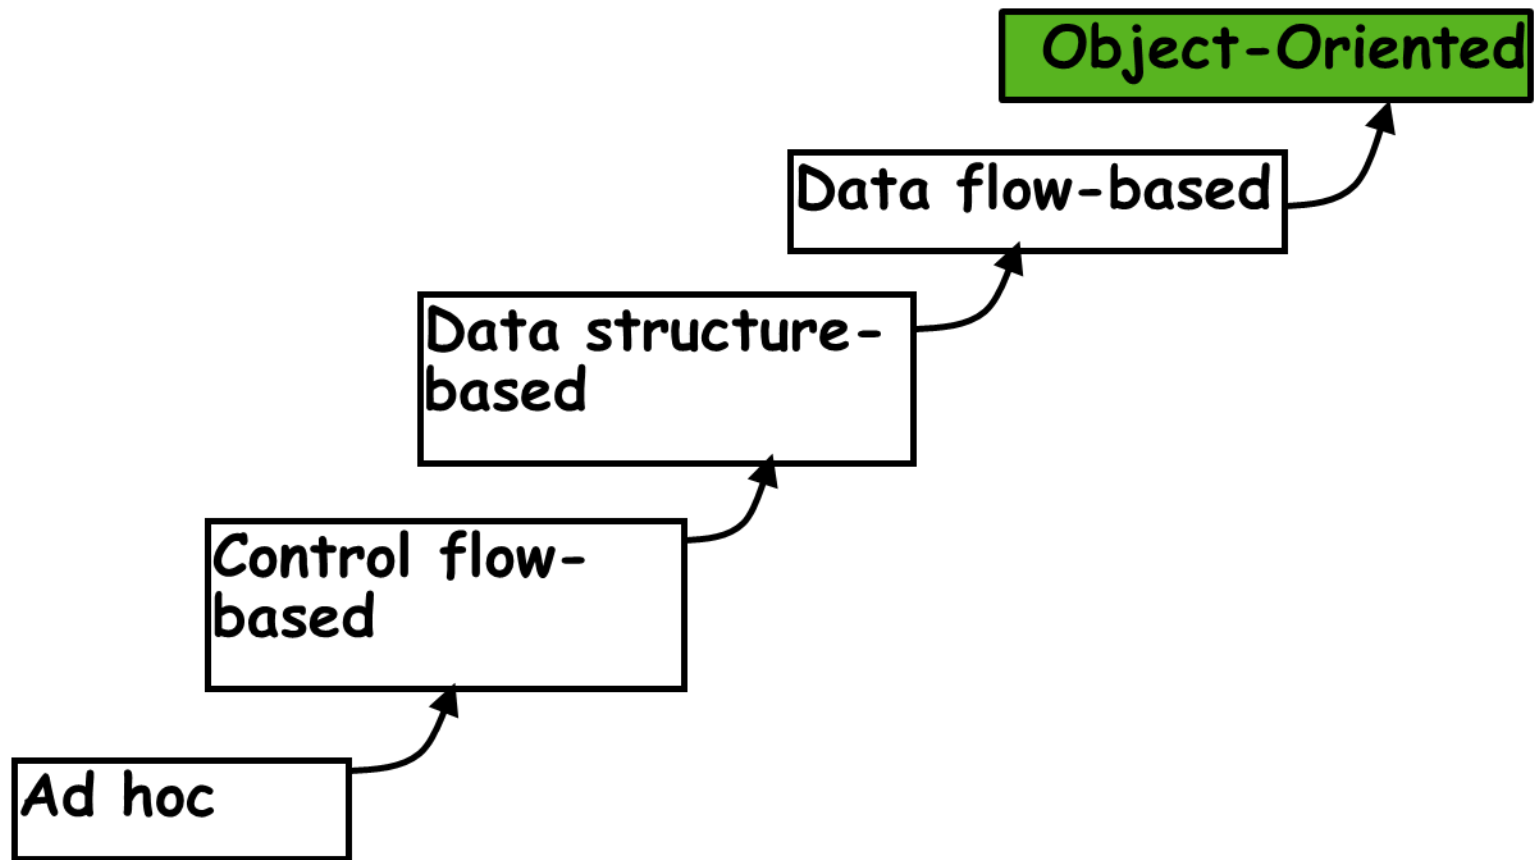 Object-Oriented
Data flow-based
Data structure-
based
Control flow-
based
Ad hoc